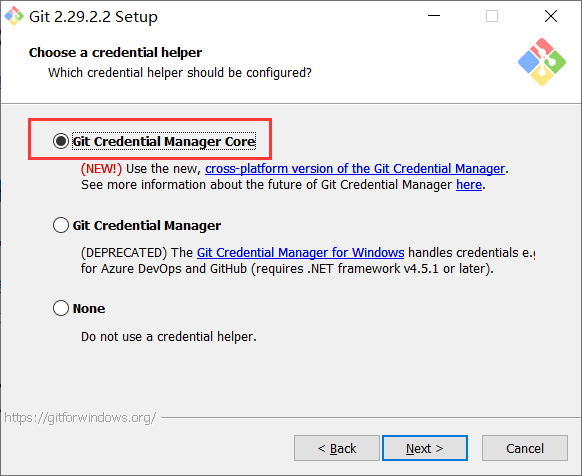 Git 2.29.2.2 Setup
Choose a credential helper
Which credential helper should be configured?
Git Credential Manager Core
(NEW!) Use the new, cross-platform version of the Git Credential Manager.
See more information about the future of Git Credential Manager here.
Git Credential Manager
(DEPRECATED) The Git Credential Manager for Windows handles credentials e.g
for Azure DevOps and GitHub (requires .NET framework v4.5.1 or later).
None
Do not use a credential helper.
https://gitforwindows.org/
< Back Next > Cancel